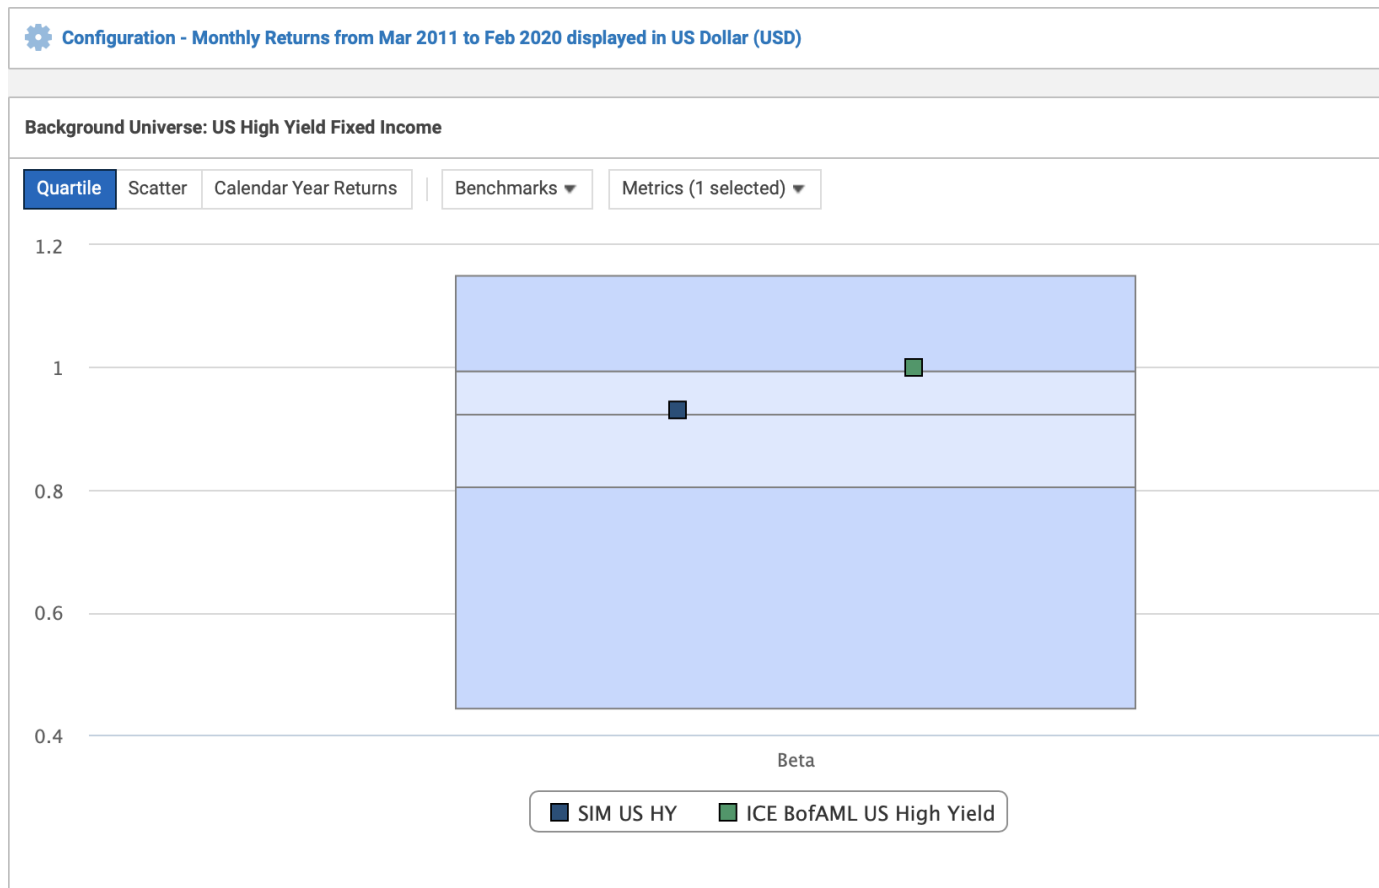 Configuration - Monthly Returns from Mar 2011 to Feb 2020 displayed in US Dollar (USD)
Background Universe: US High Yield Fixed Income
Quartile Scatter Calendar Year Returns Benchmarks Metrics (1 selected)
1.2
1
0.8
0.6
0.4
Beta
SIM US HY ICE BofAML US High Yield